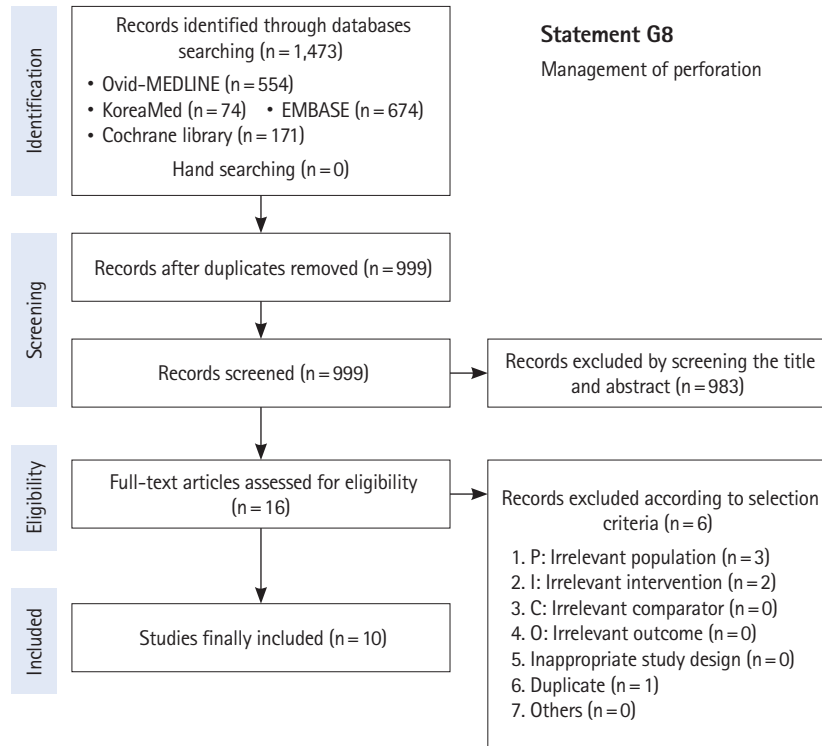 Identification
Records identified through databases
searching (n=1,473)
• Ovid-MEDLINE (n=554)
• KoreaMed (n=74) • EMBASE (n=674)
• Cochrane library (n=171)
Hand searching (n=0)
Statement G8
Management of perforation
Screening
Records after duplicates removed (n=999)
Records screened (n=999)
Records excluded by screening the title
and abstract (n=983)
Eligibility
Full-text articles assessed for eligibility
(n=16)
Records excluded according to selection
criteria (n=6)
1. P: Irrelevant population (n=3)
2. I: Irrelevant intervention (n=2)
3. C: Irrelevant comparator (n=0)
4. O: Irrelevant outcome (n=0)
5. Inappropriate study design (n=0)
6. Duplicate (n=1)
7. Others (n=0)
Included
Studies finally included (n=10)